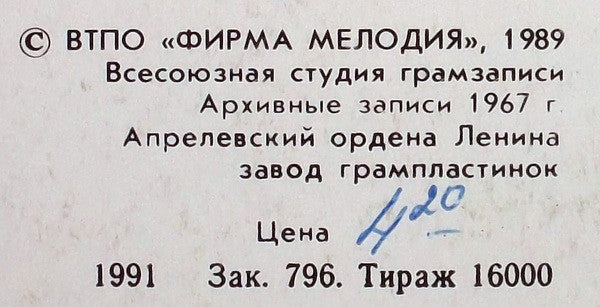 © ВТПО «ФИРМА МЕЛОДИЯ», 1989
Всесоюзная студия грамзаписи
Архивные записи 1967 г.
Апрелевский ордена Ленина
завод грампластинок
Цена 4 20
1991 Зак. 796. Тираж 16000